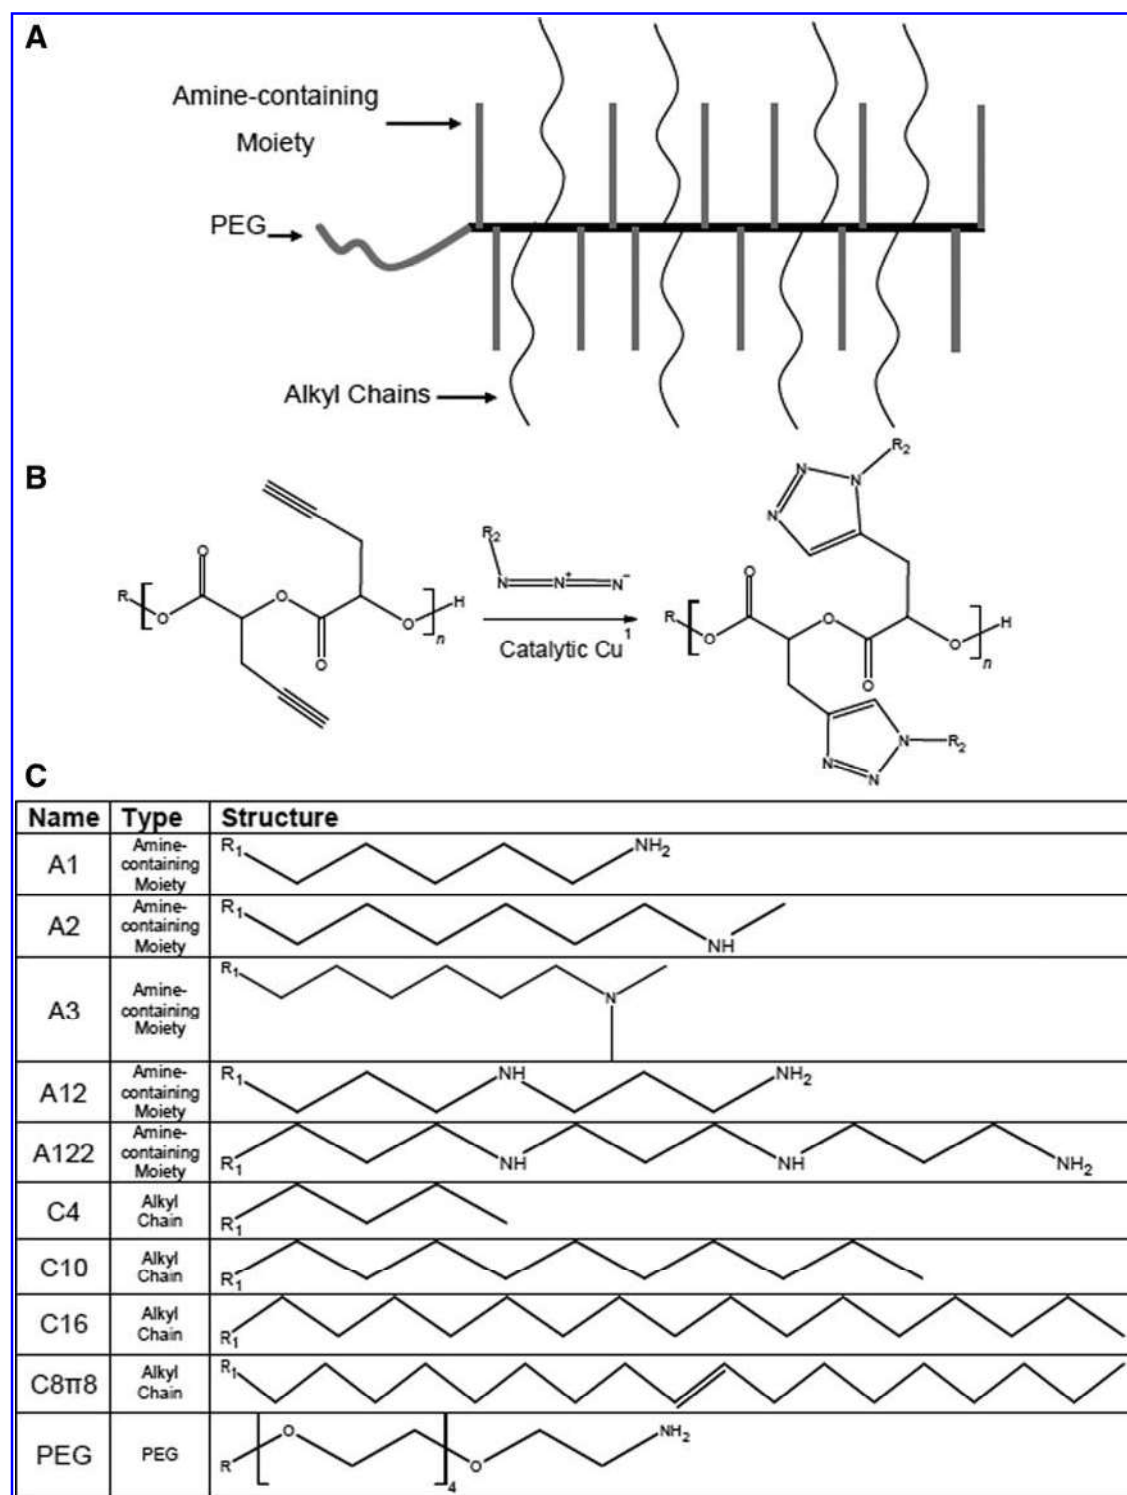 A
Amine-containing
Moiety
PEG
Alkyl Chains
B
R2
N N+ N−
Catalytic Cu1
R O O O O O H n
R O O O O O H n
N N N R2
N N N R2
C
Name Type Structure
A1 Amine-containing Moiety R1 NH2
A2 Amine-containing Moiety R1 NH
A3 Amine-containing Moiety R1 N
A12 Amine-containing Moiety R1 NH NH2
A122 Amine-containing Moiety R1 NH NH NH2
C4 Alkyl Chain R1
C10 Alkyl Chain R1
C16 Alkyl Chain R1
C8π8 Alkyl Chain R1
PEG PEG R O 4 O NH2